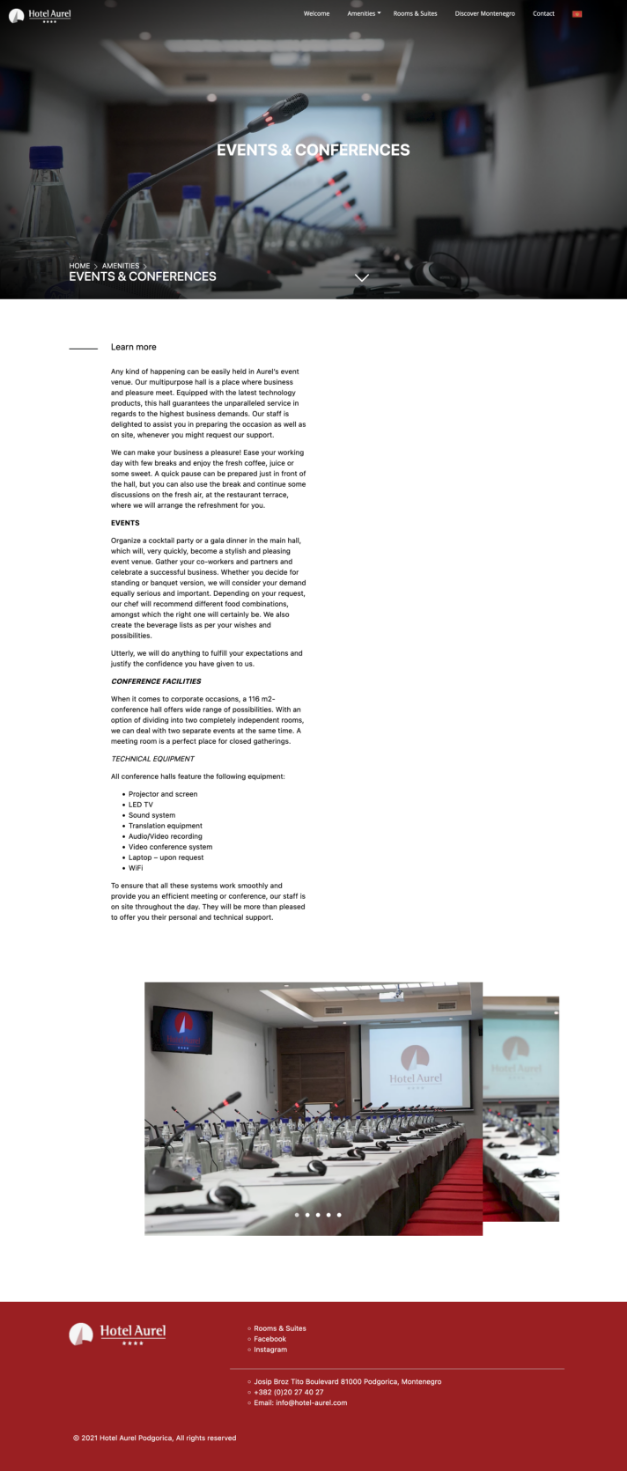 Hotel Aurel
Welcome
Amenities
Rooms & Suites
Discover Montenegro
Contact
EVENTS & CONFERENCES
HOME > AMENITIES >
EVENTS & CONFERENCES
Learn more
Any kind of happening can be easily held in Aurel's event
venue. Our multipurpose hall is a place where business
and pleasure meet. Equipped with the latest technology
products, this hall guarantees the unparalleled service in
regards to the highest business demands. Our staff is
delighted to assist you in preparing the occasion as well as
on site, whenever you might request our support.
We can make your business a pleasure! Ease your working
day with few breaks and enjoy the fresh coffee, juice or
some sweet. A quick pause can be prepared just in front of
the hall, but you can also use the break and continue some
discussions on the fresh air, at the restaurant terrace,
where we will arrange the refreshment for you.
EVENTS
Organize a cocktail party or a gala dinner in the main hall,
which will, very quickly, become a stylish and pleasing
event venue. Gather your co-workers and partners and
celebrate a successful business. Whether you decide for
standing or banquet version, we will consider your demand
equally serious and important. Depending on your request,
our chef will recommend different food combinations,
amongst which the right one will certainly be. We also
create the beverage lists as per your wishes and
possibilities.
Utterly, we will do anything to fulfill your expectations and
justify the confidence you have given to us.
CONFERENCE FACILITIES
When it comes to corporate occasions, a 116 m2-
conference hall offers wide range of possibilities. With an
option of dividing into two completely independent rooms,
we can deal with two separate events at the same time. A
meeting room is a perfect place for closed gatherings.
TECHNICAL EQUIPMENT
All conference halls feature the following equipment:
• Projector and screen
• LED TV
• Sound system
• Translation equipment
• Audio/Video recording
• Video conference system
• Laptop – upon request
• WiFi
To ensure that all these systems work smoothly and
provide you an efficient meeting or conference, our staff is
on site throughout the day. They will be more than pleased
to offer you their personal and technical support.
Hotel Aurel
Hotel Aurel
Hotel Aurel
Hotel Aurel
Rooms & Suites
Facebook
Instagram
Josip Broz Tito Boulevard 81000 Podgorica, Montenegro
+382 (0)20 27 40 27
Email: info@hotel-aurel.com
© 2021 Hotel Aurel Podgorica, All rights reserved